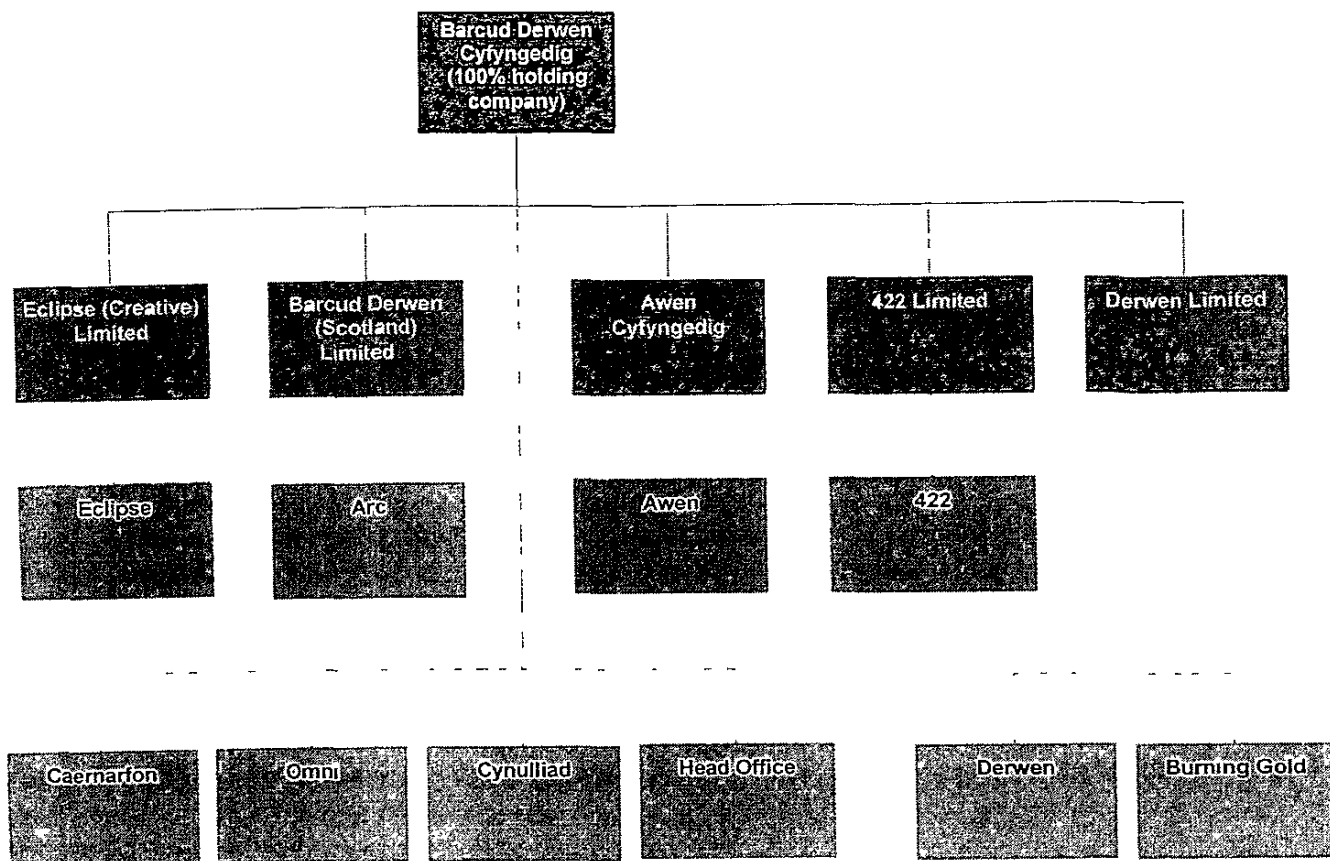 Barcud Derwen
Cyfyngedig
(100% holding
company)
Eclipse (Creative)
Limited
Barcud Derwen
(Scotland)
Limited
Awen
Cyfyngedig
422 Limited
Derwen Limited
Eclipse
Arc
Awen
422
Caernarfon
Omni
Cynulliad
Head Office
Derwen
Burning Gold